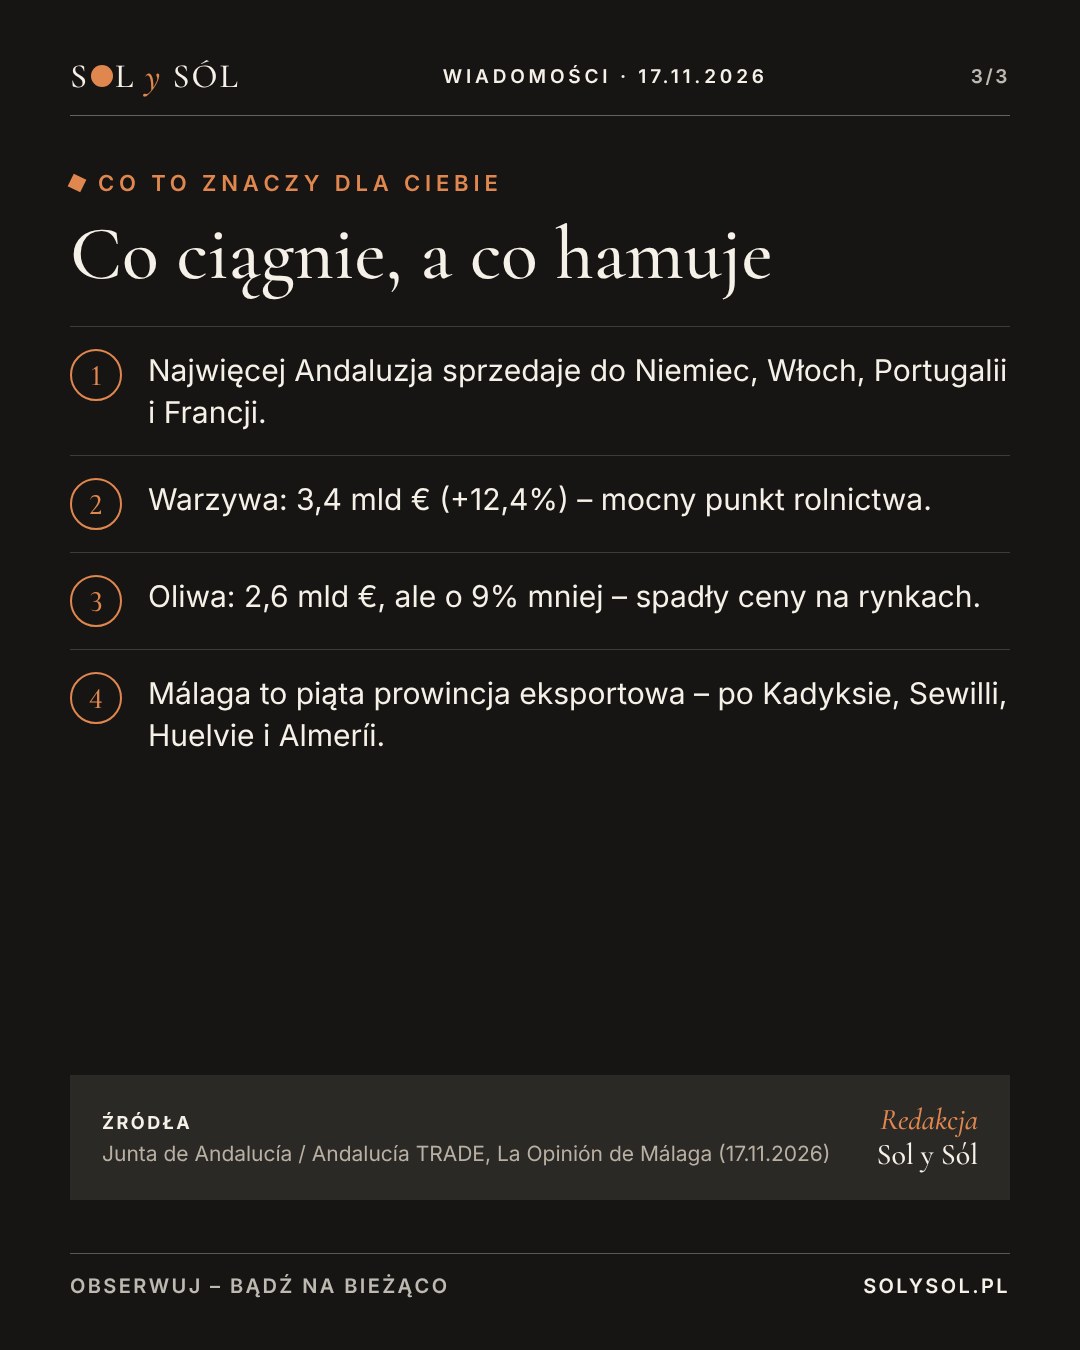 SOL y SÓL
WIADOMOŚCI · 17.11.2026
3/3
CO TO ZNACZY DLA CIEBIE
Co ciągnie, a co hamuje
1
Najwięcej Andaluzja sprzedaje do Niemiec, Włoch, Portugalii
i Francji.
2
Warzywa: 3,4 mld € (+12,4%) – mocny punkt rolnictwa.
3
Oliwa: 2,6 mld €, ale o 9% mniej – spadły ceny na rynkach.
4
Málaga to piąta prowincja eksportowa – po Kadyksie, Sewilli,
Huelvie i Almeríi.
ŹRÓDŁA
Junta de Andalucía / Andalucía TRADE, La Opinión de Málaga (17.11.2026)
Redakcja
Sol y Sól
OBSERWUJ – BĄDŹ NA BIEŻĄCO
SOLYSOL.PL